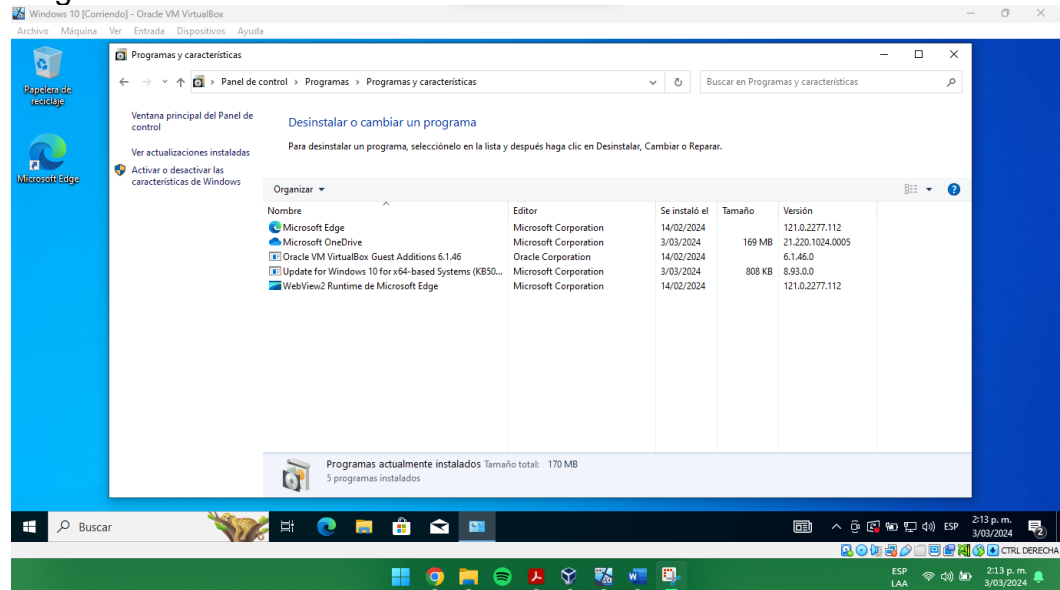 Windows 10 [Corriendo] - Oracle VM VirtualBox
Archivo Máquina Ver Entrada Dispositivos Ayuda
Papelera de
reciclaje
Microsoft Edge
Programas y características
Panel de control > Programas > Programas y características
Buscar en Programas y características
Ventana principal del Panel de
control
Ver actualizaciones instaladas
Activar o desactivar las
características de Windows
Desinstalar o cambiar un programa
Para desinstalar un programa, selecciónelo en la lista y después haga clic en Desinstalar, Cambiar o Reparar.
Organizar
Nombre Editor Se instaló el Tamaño Versión
Microsoft Edge Microsoft Corporation 14/02/2024 121.0.2277.112
Microsoft OneDrive Microsoft Corporation 3/03/2024 169 MB 21.220.1024.0005
Oracle VM VirtualBox Guest Additions 6.1.46 Oracle Corporation 14/02/2024 6.1.46.0
Update for Windows 10 for x64-based Systems (KB50... Microsoft Corporation 3/03/2024 808 KB 8.93.0.0
WebView2 Runtime de Microsoft Edge Microsoft Corporation 14/02/2024 121.0.2277.112
Programas actualmente instalados Tamaño total: 170 MB
5 programas instalados
Buscar
ESP
2:13 p. m.
3/03/2024
2
CTRL DERECHA
ESP
LAA
2:13 p. m.
3/03/2024